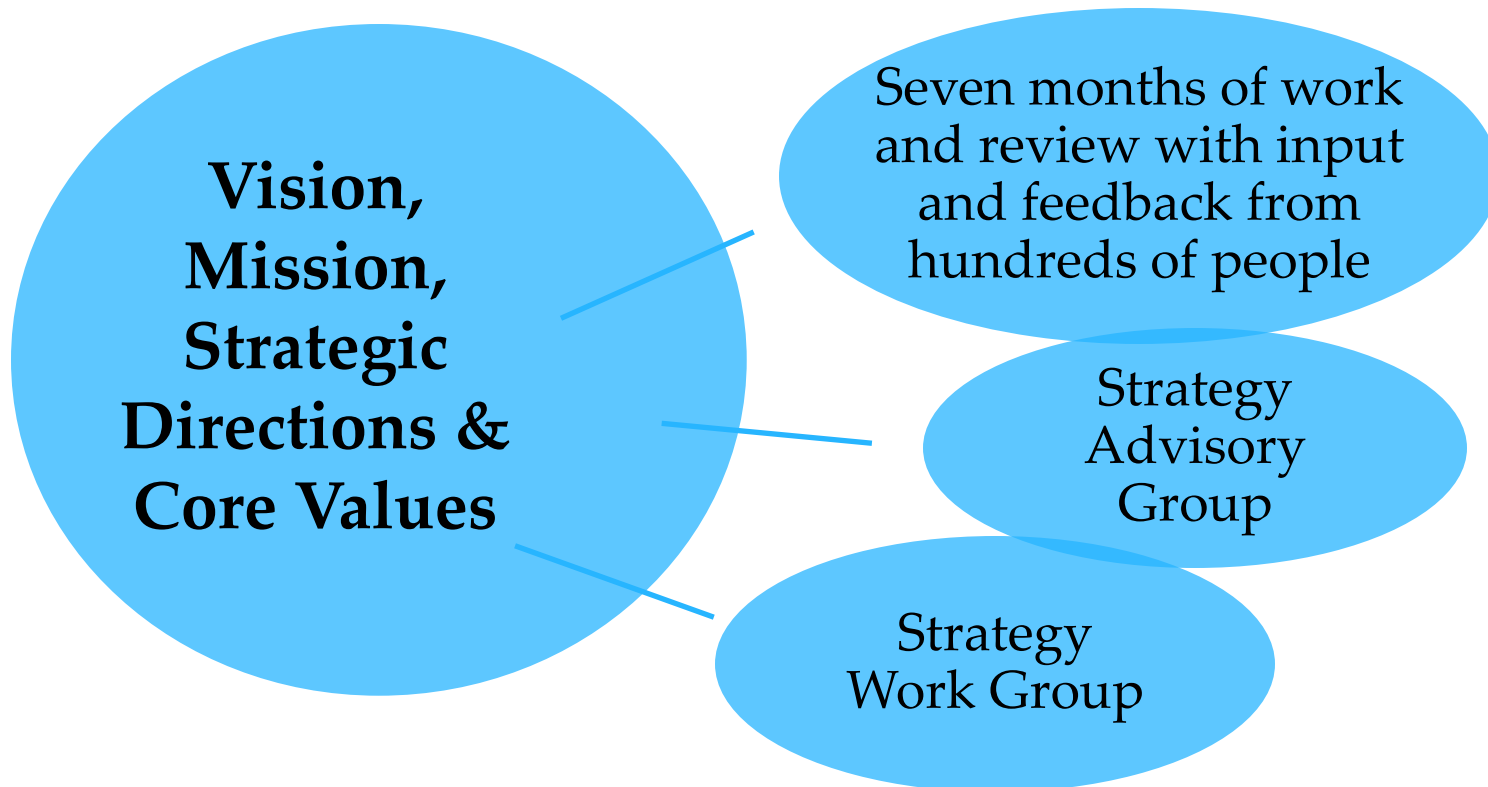 Vision,
Mission,
Strategic
Directions &
Core Values
Seven months of work
and review with input
and feedback from
hundreds of people
Strategy
Advisory
Group
Strategy
Work Group